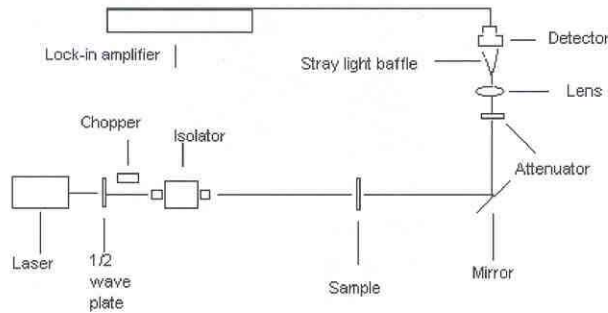 Detector
Lock-in amplifier
Stray light baffle
Lens
Chopper
Isolator
Attenuator
Laser
1/2
wave
plate
Sample
Mirror